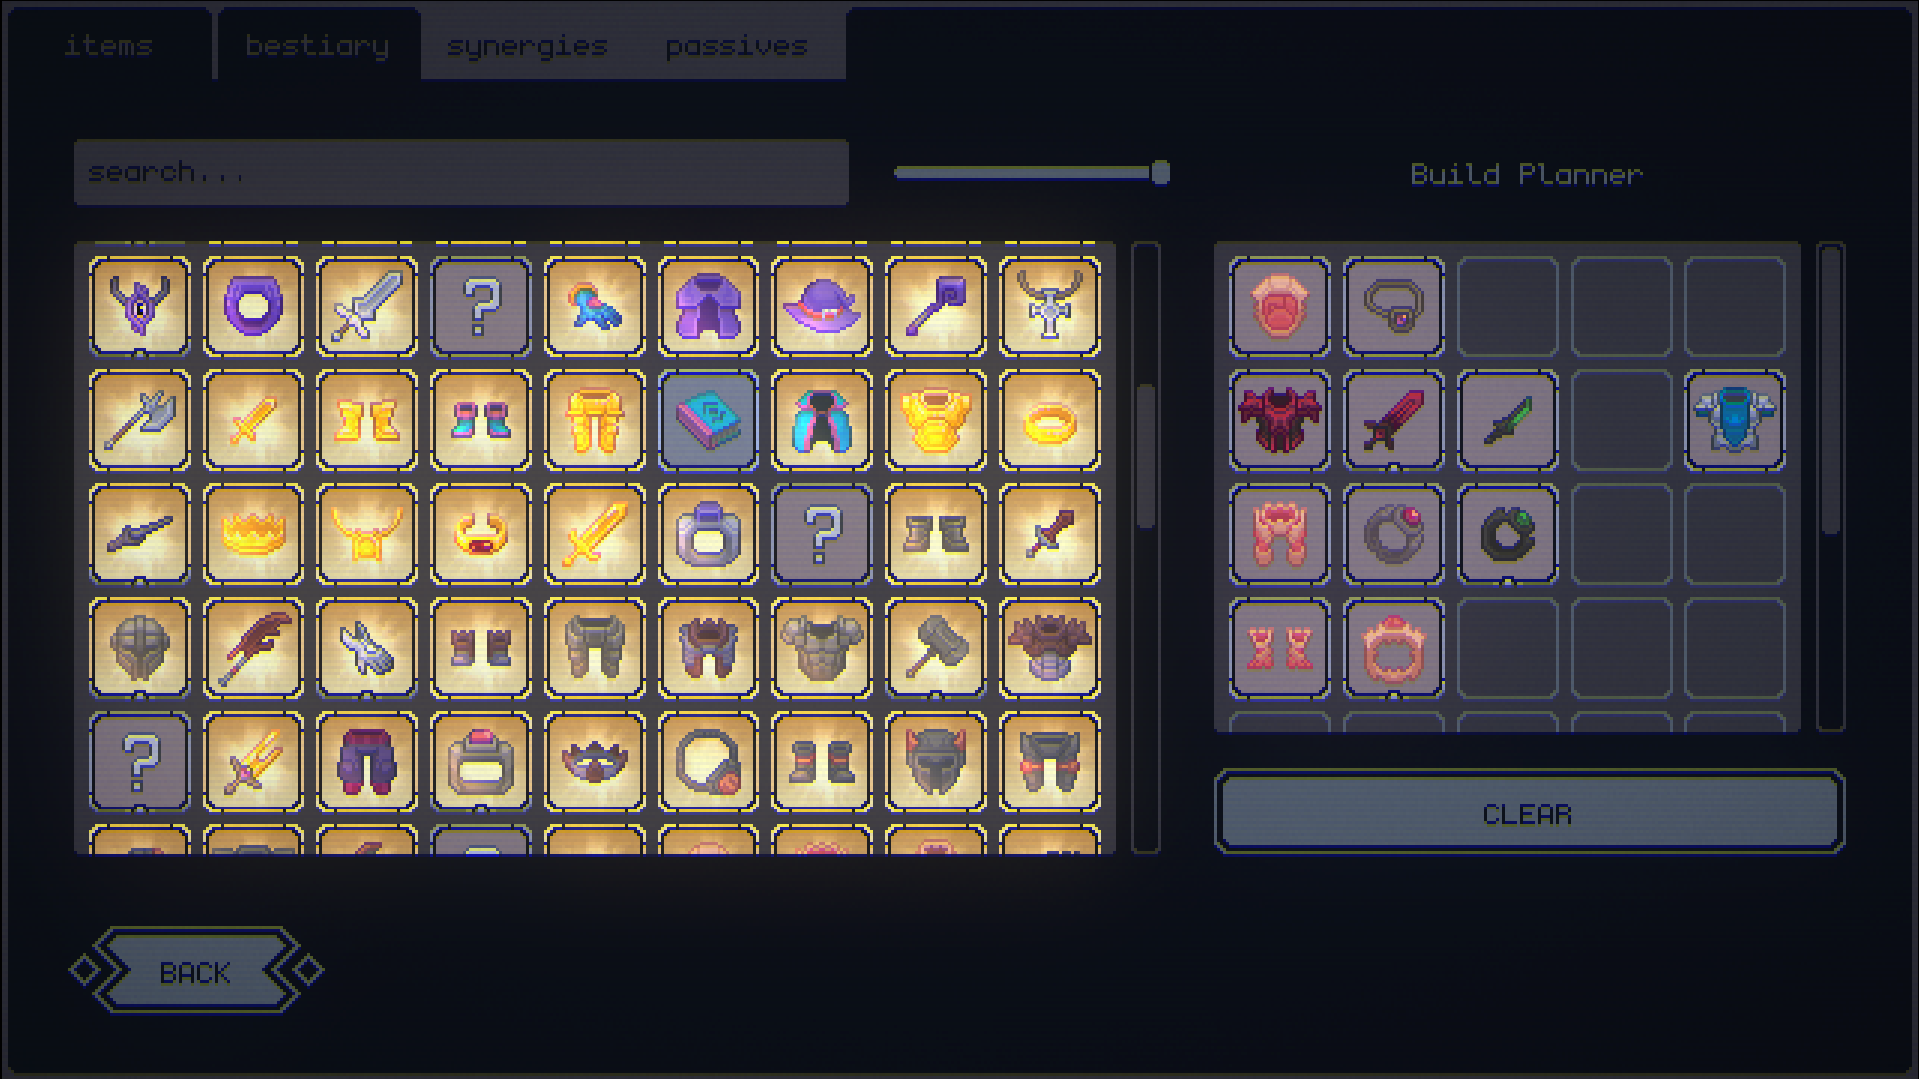 items bestiary synergies passives
search...
Build Planner
?
?
?
CLEAR
BACK